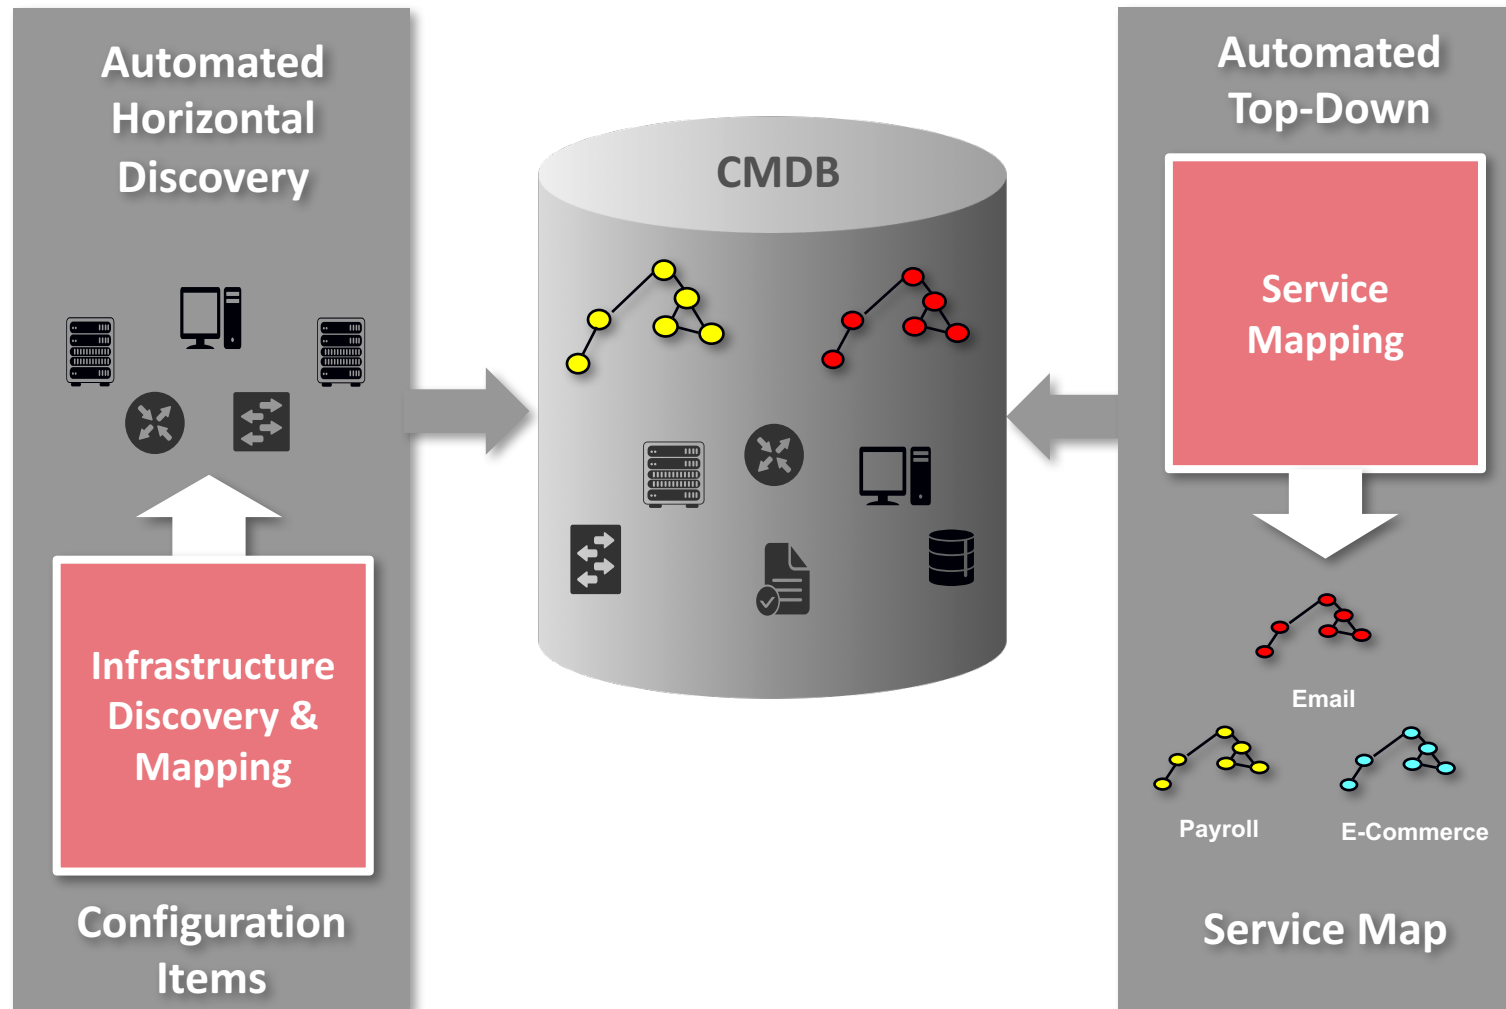 Automated
Horizontal
Discovery
Infrastructure
Discovery &
Mapping
Configuration
Items
CMDB
Automated
Top-Down
Service
Mapping
Email
Payroll
E-Commerce
Service Map